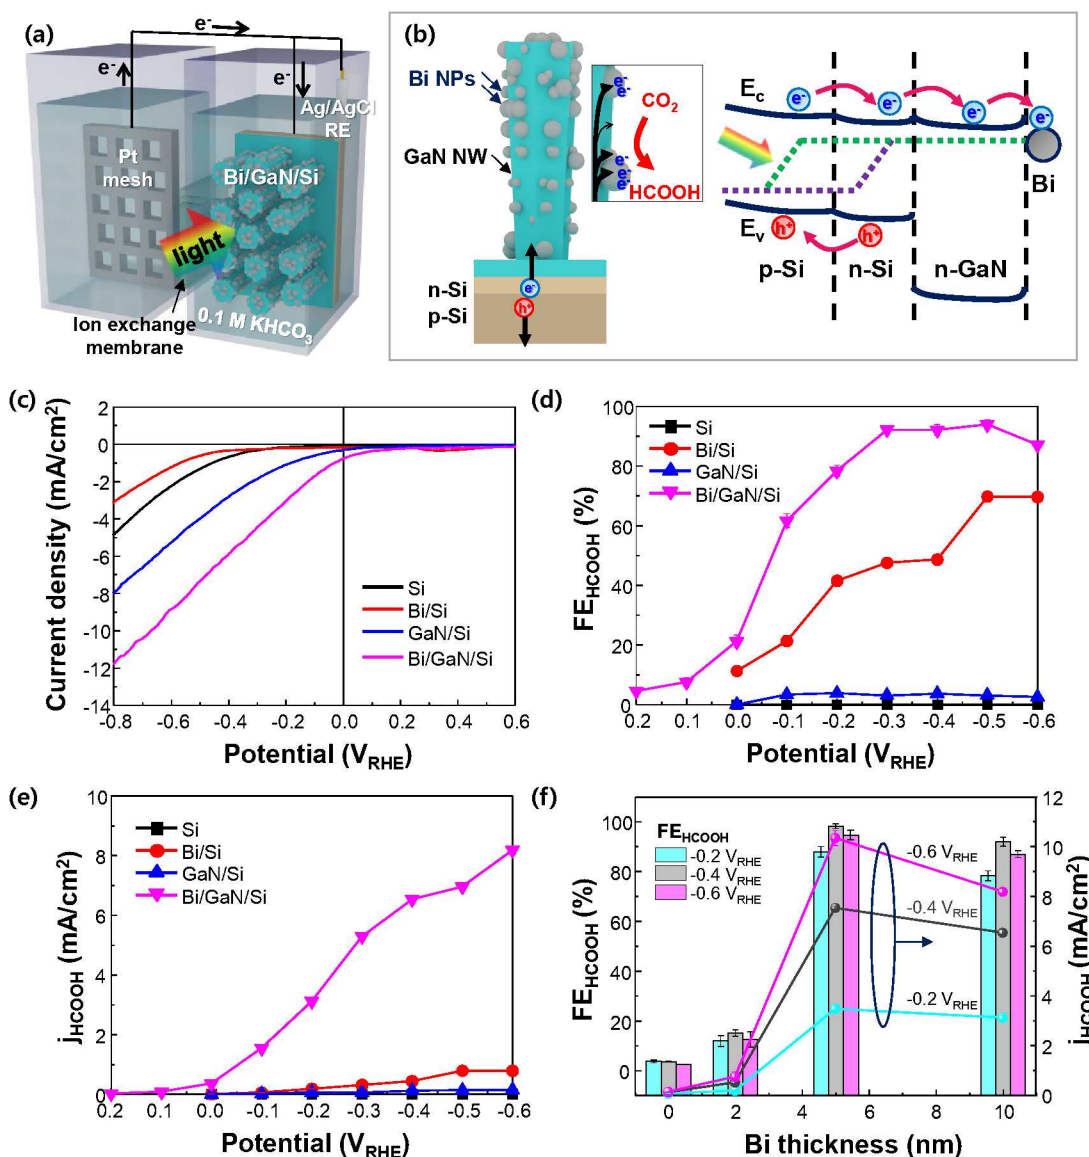 (a)
e⁻
e⁻
e⁻
Ag/AgCl
RE
Pt
mesh
Bi/GaN/Si
light
Ion exchange
membrane
0.1 M KHCO₃
(b)
Bi NPs
GaN NW
e⁻
e⁻
e⁻
e⁻
CO₂
HCOOH
n-Si
p-Si
e⁻
h⁺
E_c
e⁻
e⁻
e⁻
e⁻
Bi
E_v
h⁺
h⁺
p-Si
n-Si
n-GaN
(c)
Current density (mA/cm²)
2
0
-2
-4
-6
-8
-10
-12
-14
Si
Bi/Si
GaN/Si
Bi/GaN/Si
-0.8 -0.6 -0.4 -0.2 0.0 0.2 0.4 0.6
Potential (V_RHE)
(d)
FE_HCOOH (%)
100
80
60
40
20
0
Si
Bi/Si
GaN/Si
Bi/GaN/Si
0.2 0.1 0.0 -0.1 -0.2 -0.3 -0.4 -0.5 -0.6
Potential (V_RHE)
(e)
j_HCOOH (mA/cm²)
10
8
6
4
2
0
Si
Bi/Si
GaN/Si
Bi/GaN/Si
0.2 0.1 0.0 -0.1 -0.2 -0.3 -0.4 -0.5 -0.6
Potential (V_RHE)
(f)
FE_HCOOH (%)
100
80
60
40
20
0
FE_HCOOH
-0.2 V_RHE
-0.4 V_RHE
-0.6 V_RHE
-0.6 V_RHE
-0.4 V_RHE
-0.2 V_RHE
12
10
8
6
4
2
0
j_HCOOH (mA/cm²)
0 2 4 6 8 10
Bi thickness (nm)